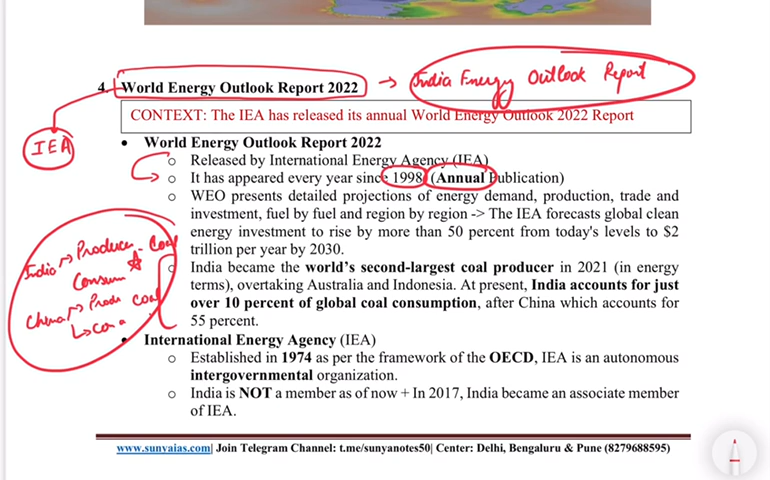 4. World Energy Outlook Report 2022 → India Energy Outlook Report
CONTEXT: The IEA has released its annual World Energy Outlook 2022 Report
IEA
• World Energy Outlook Report 2022
o Released by International Energy Agency (IEA)
o It has appeared every year since 1998 (Annual Publication)
o WEO presents detailed projections of energy demand, production, trade and
investment, fuel by fuel and region by region -> The IEA forecasts global clean
energy investment to rise by more than 50 percent from today's levels to $2
trillion per year by 2030.
India → Producer - Coal
Consum
China → Produ coal
↳ con
o India became the world's second-largest coal producer in 2021 (in energy
terms), overtaking Australia and Indonesia. At present, India accounts for just
over 10 percent of global coal consumption, after China which accounts for
55 percent.
• International Energy Agency (IEA)
o Established in 1974 as per the framework of the OECD, IEA is an autonomous
intergovernmental organization.
o India is NOT a member as of now + In 2017, India became an associate member
of IEA.
www.sunyaias.com| Join Telegram Channel: t.me/sunyanotes50| Center: Delhi, Bengaluru & Pune (8279688595)